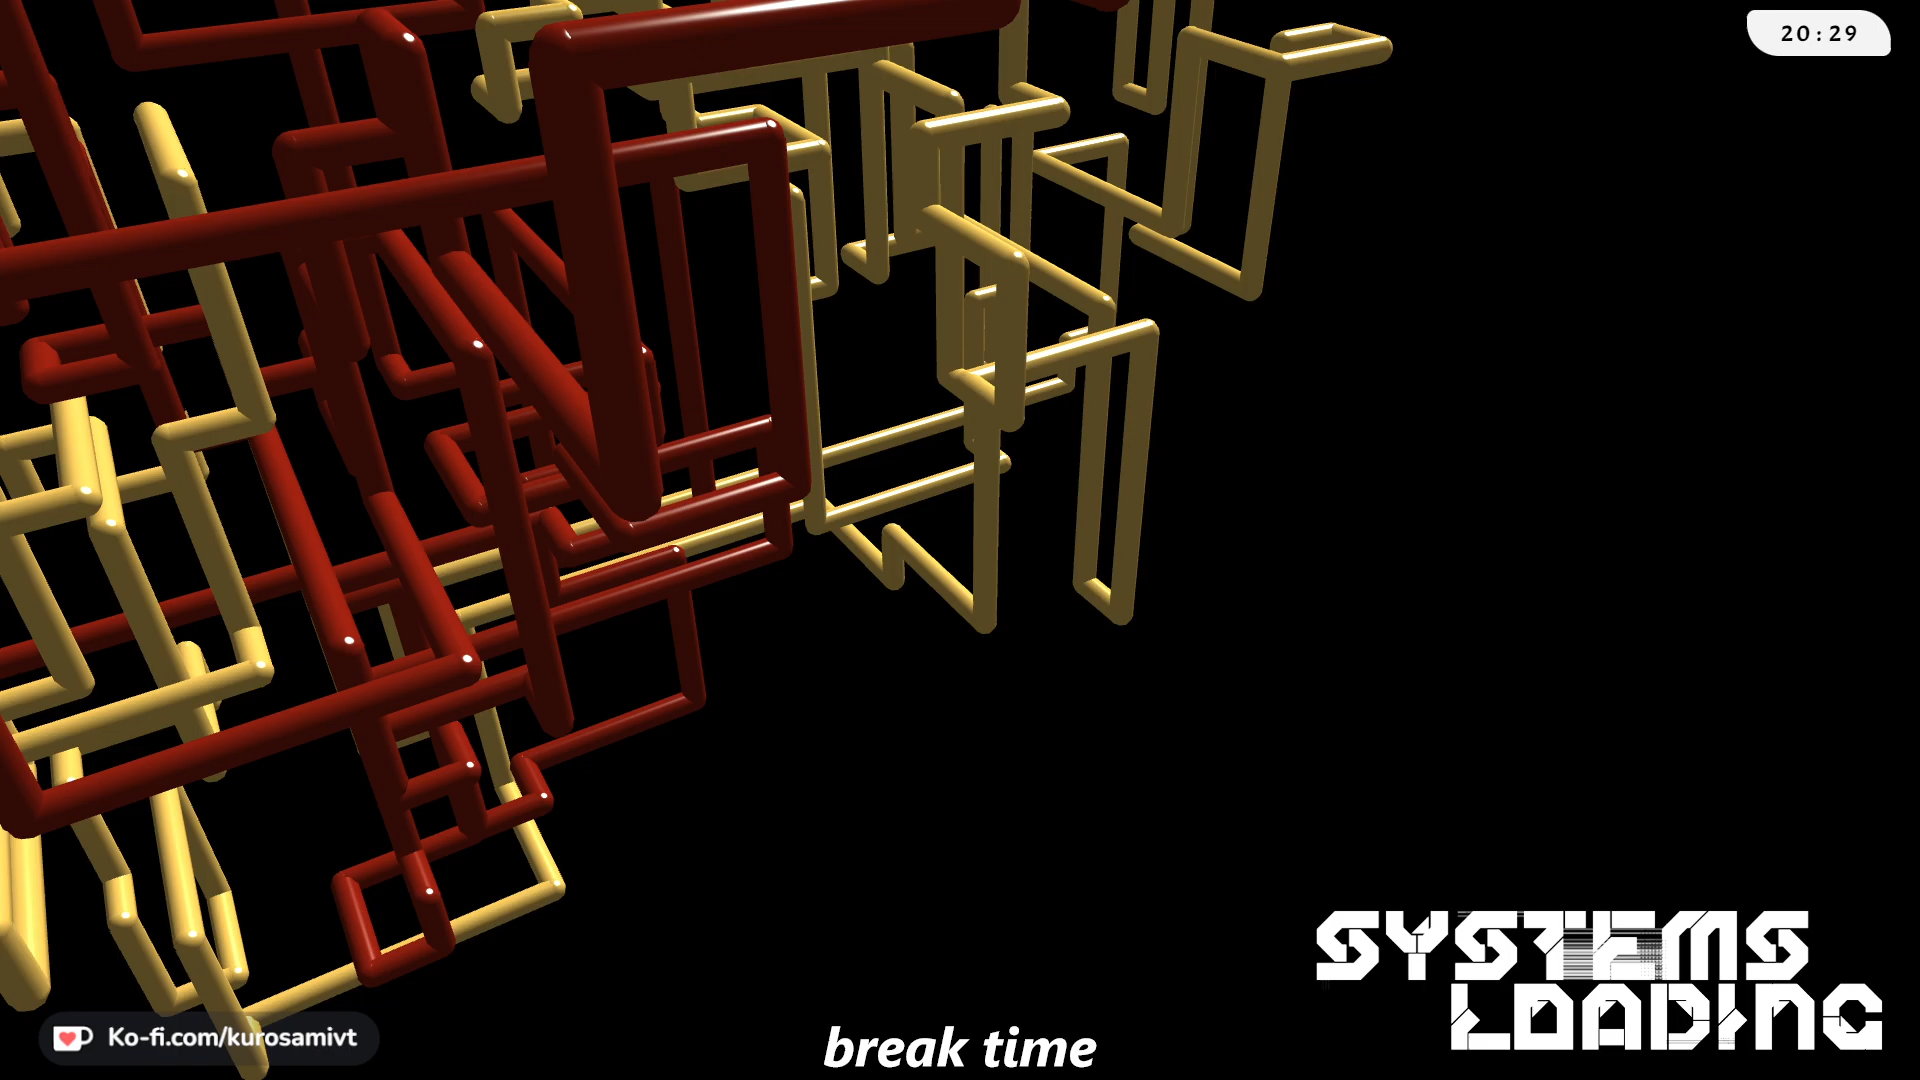 20:29
SYSTEMS
LOADING
Ko-fi.com/kurosamivt
break time